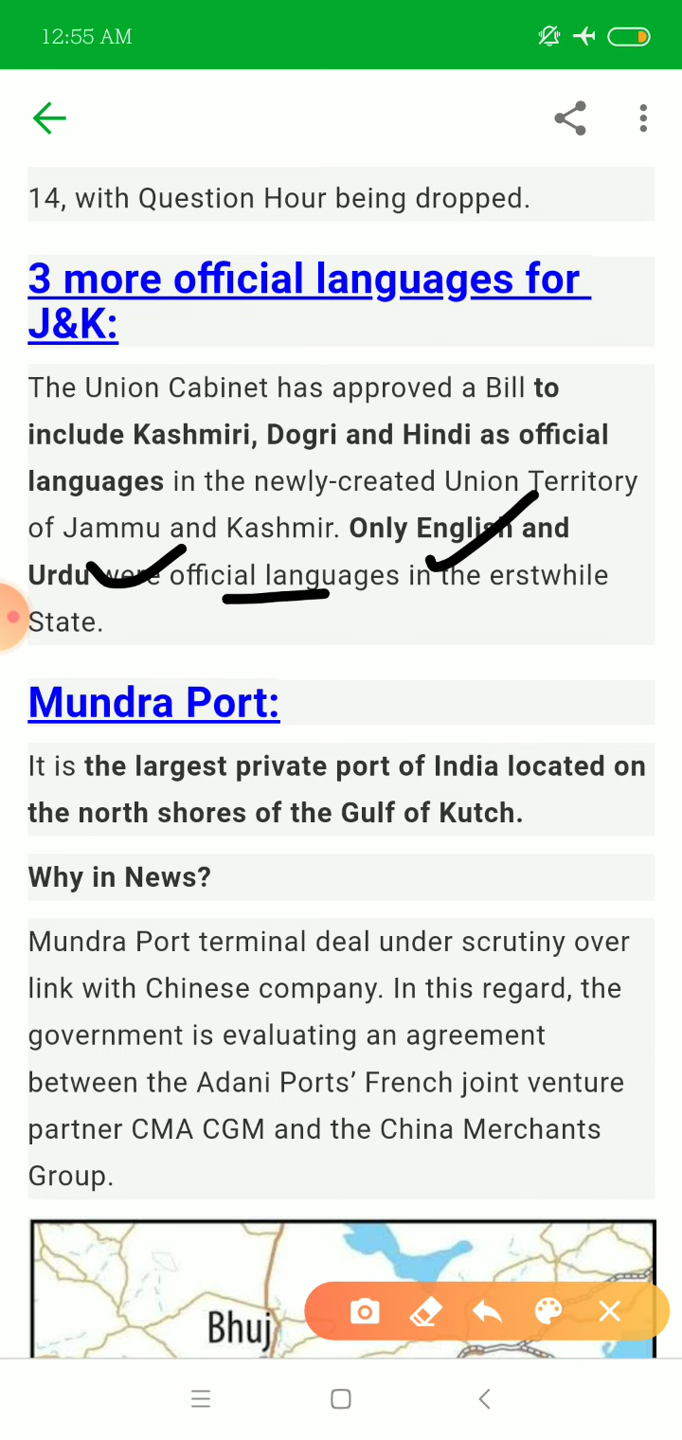 12:55 AM
14, with Question Hour being dropped.
3 more official languages for
J&K:
The Union Cabinet has approved a Bill to
include Kashmiri, Dogri and Hindi as official
languages in the newly-created Union Territory
of Jammu and Kashmir. Only English and
Urdu were official languages in the erstwhile
State.
Mundra Port:
It is the largest private port of India located on
the north shores of the Gulf of Kutch.
Why in News?
Mundra Port terminal deal under scrutiny over
link with Chinese company. In this regard, the
government is evaluating an agreement
between the Adani Ports’ French joint venture
partner CMA CGM and the China Merchants
Group.
Bhuj